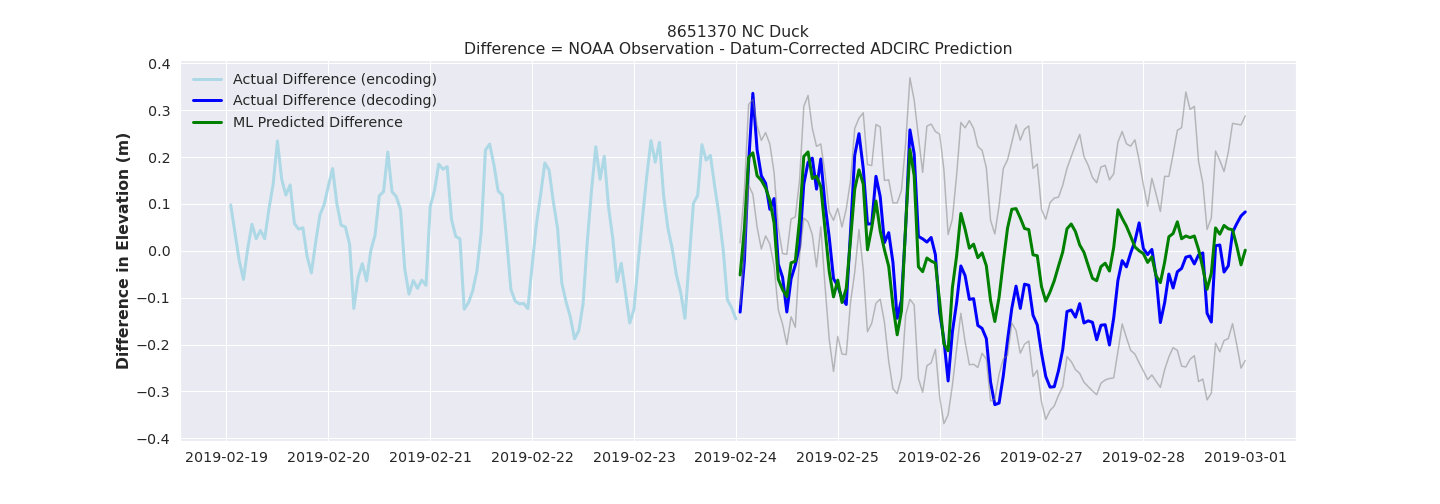 8651370 NC Duck
Difference = NOAA Observation - Datum-Corrected ADCIRC Prediction
Actual Difference (encoding)
Actual Difference (decoding)
ML Predicted Difference
Difference in Elevation (m)
0.4
0.3
0.2
0.1
0.0
−0.1
−0.2
−0.3
−0.4
2019-02-19 2019-02-20 2019-02-21 2019-02-22 2019-02-23 2019-02-24 2019-02-25 2019-02-26 2019-02-27 2019-02-28 2019-03-01